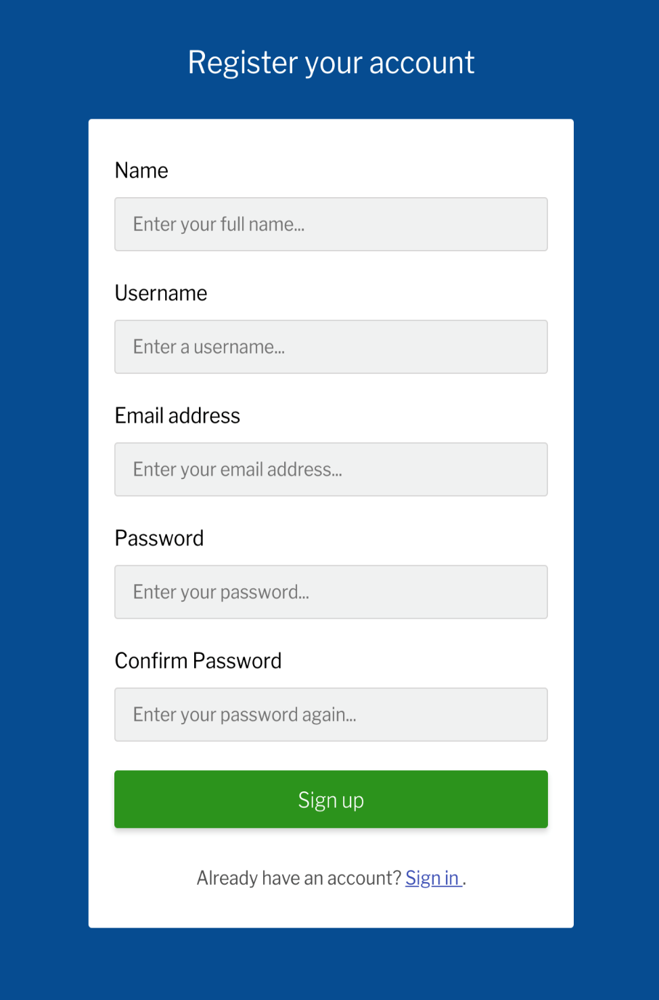 Register your account
Name
Enter your full name...
Username
Enter a username...
Email address
Enter your email address...
Password
Enter your password...
Confirm Password
Enter your password again...
Sign up
Already have an account? Sign in .